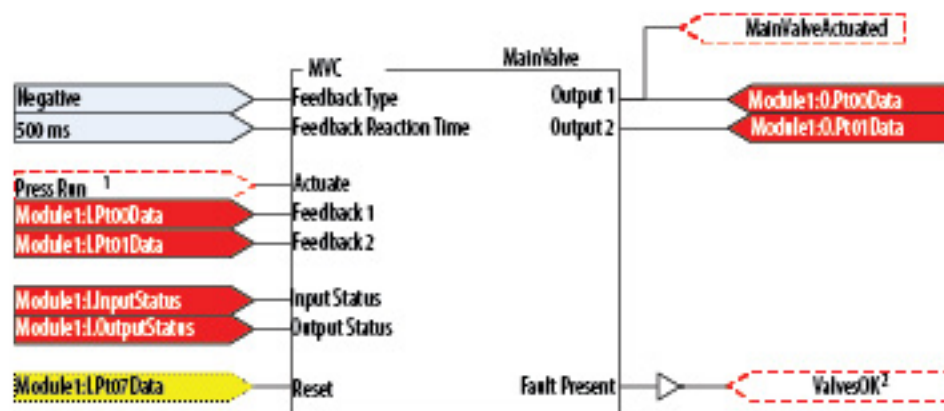 MainValveActuated
MVC MainValve
Negative Feedback Type Output 1 Module1:O.Pt00Data
500 ms Feedback Reaction Time Output 2 Module1:O.Pt01Data
Press Run 1 Actuate
Module1:I.Pt00Data Feedback 1
Module1:I.Pt01Data Feedback 2
Module1:I.InputStatus Input Status
Module1:I.OutputStatus Output Status
Module1:I.Pt07Data Reset Fault Present ValvesOK2